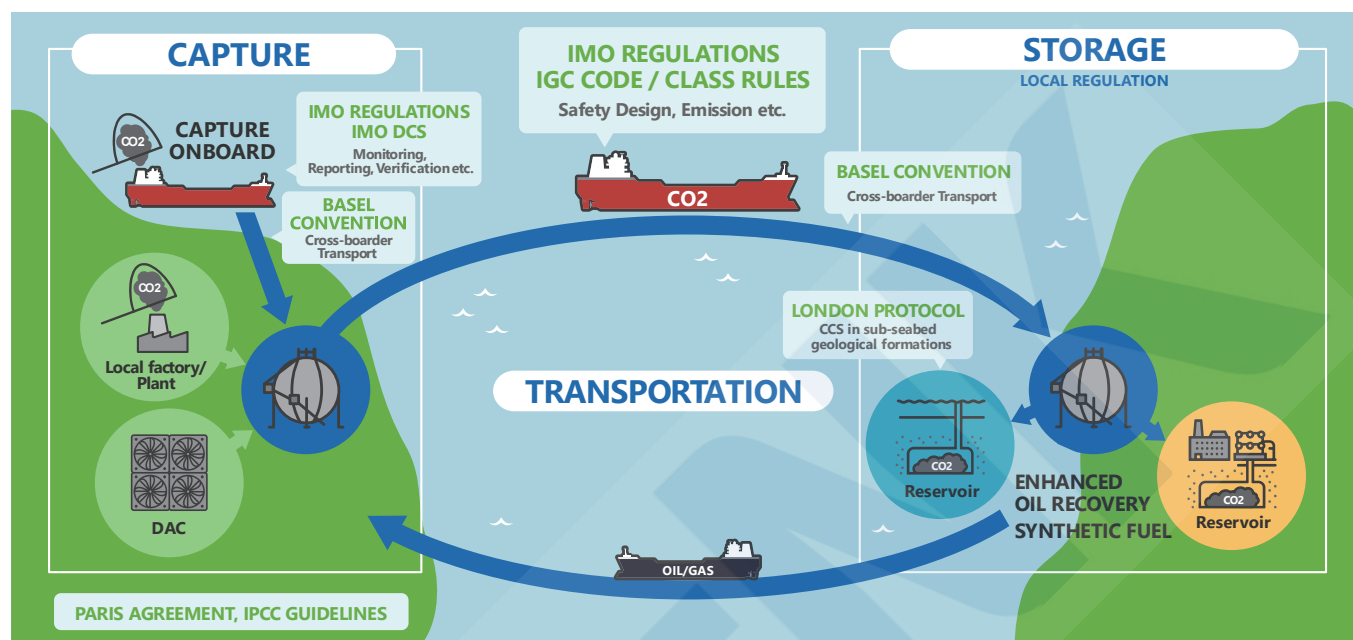 CAPTURE
IMO REGULATIONS
IGC CODE / CLASS RULES
Safety Design, Emission etc.
STORAGE
LOCAL REGULATION
CO2
CAPTURE
ONBOARD
IMO REGULATIONS
IMO DCS
Monitoring,
Reporting, Verification etc.
BASEL
CONVENTION
Cross-boarder
Transport
CO2
BASEL CONVENTION
Cross-boarder Transport
CO2
Local factory/
Plant
DAC
TRANSPORTATION
LONDON PROTOCOL
CCS in sub-seabed
geological formations
CO2
Reservoir
CO2
Reservoir
ENHANCED
OIL RECOVERY
SYNTHETIC FUEL
OIL/GAS
PARIS AGREEMENT, IPCC GUIDELINES